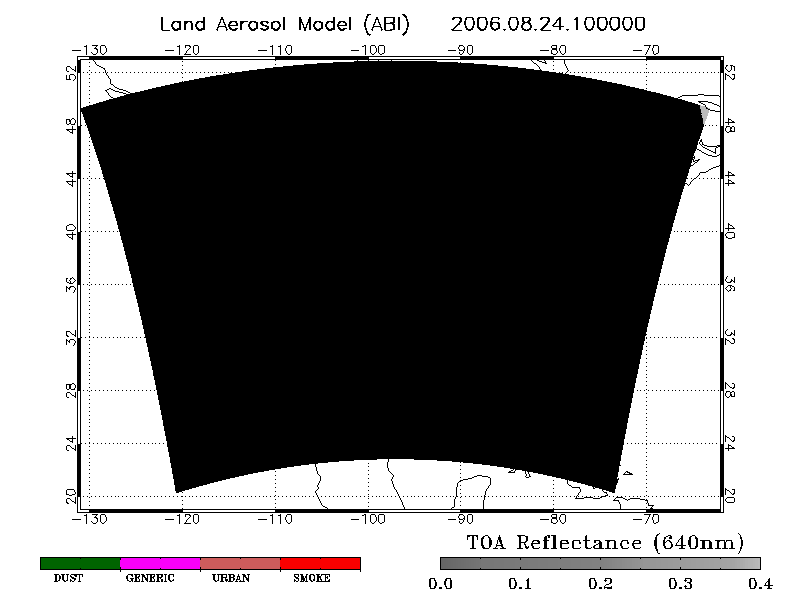 Land Aerosol Model (ABI) 2006.08.24.100000
-130 -120 -110 -100 -90 -80 -70
52 52
48 48
44 44
40 40
36 36
32 32
28 28
24 24
20 20
-130 -120 -110 -100 -90 -80 -70
TOA Reflectance (640nm)
DUST GENERIC URBAN SMOKE
0.0 0.1 0.2 0.3 0.4